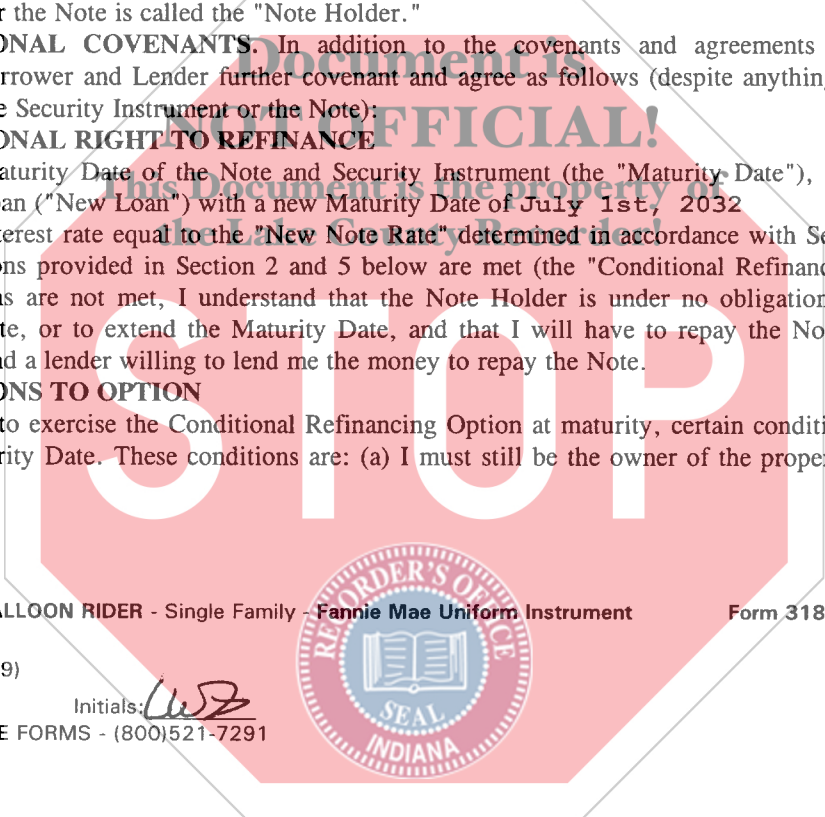 r the Note is called the "Note Holder."
ONAL COVENANTS. In addition to the covenants and agreements
rrower and Lender further covenant and agree as follows (despite anything
e Security Instrument or the Note):
ONAL RIGHT TO REFINANCE
aturity Date of the Note and Security Instrument (the "Maturity Date"),
an ("New Loan") with a new Maturity Date of July 1st, 2032
terest rate equal to the "New Note Rate" determined in accordance with Se
ons provided in Section 2 and 5 below are met (the "Conditional Refinanc
ns are not met, I understand that the Note Holder is under no obligation
te, or to extend the Maturity Date, and that I will have to repay the No
nd a lender willing to lend me the money to repay the Note.
ONS TO OPTION
to exercise the Conditional Refinancing Option at maturity, certain conditi
rity Date. These conditions are: (a) I must still be the owner of the proper
ALLOON RIDER - Single Family - Fannie Mae Uniform Instrument Form 318
9)
Initials:
E FORMS - (800)521-7291
Document is
NOT OFFICIAL!
This Document is the property of
the Lake County Recorder!
STOP
RECORDER'S OFFICE
SEAL
INDIANA